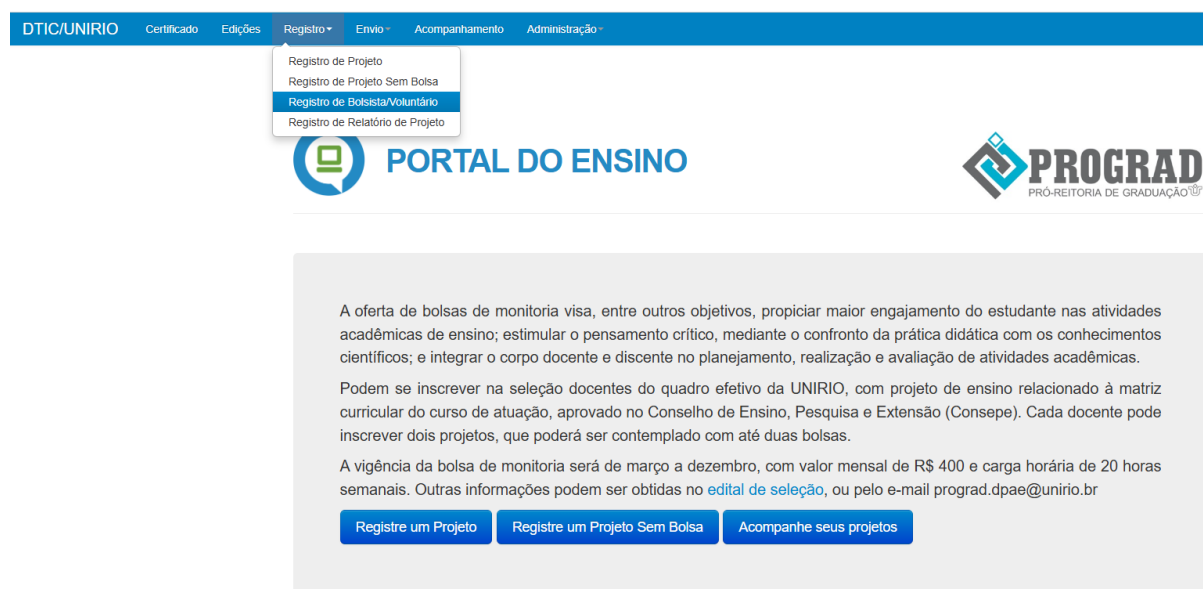 DTIC/UNIRIO Certificado Edições Registro Envio Acompanhamento Administração
Registro de Projeto
Registro de Projeto Sem Bolsa
Registro de Bolsista/Voluntário
Registro de Relatório de Projeto
PORTAL DO ENSINO
PROGRAD
PRÓ-REITORIA DE GRADUAÇÃO
A oferta de bolsas de monitoria visa, entre outros objetivos, propiciar maior engajamento do estudante nas atividades
acadêmicas de ensino; estimular o pensamento crítico, mediante o confronto da prática didática com os conhecimentos
científicos; e integrar o corpo docente e discente no planejamento, realização e avaliação de atividades acadêmicas.
Podem se inscrever na seleção docentes do quadro efetivo da UNIRIO, com projeto de ensino relacionado à matriz
curricular do curso de atuação, aprovado no Conselho de Ensino, Pesquisa e Extensão (Consepe). Cada docente pode
inscrever dois projetos, que poderá ser contemplado com até duas bolsas.
A vigência da bolsa de monitoria será de março a dezembro, com valor mensal de R$ 400 e carga horária de 20 horas
semanais. Outras informações podem ser obtidas no edital de seleção, ou pelo e-mail prograd.dpae@unirio.br
Registre um Projeto Registre um Projeto Sem Bolsa Acompanhe seus projetos